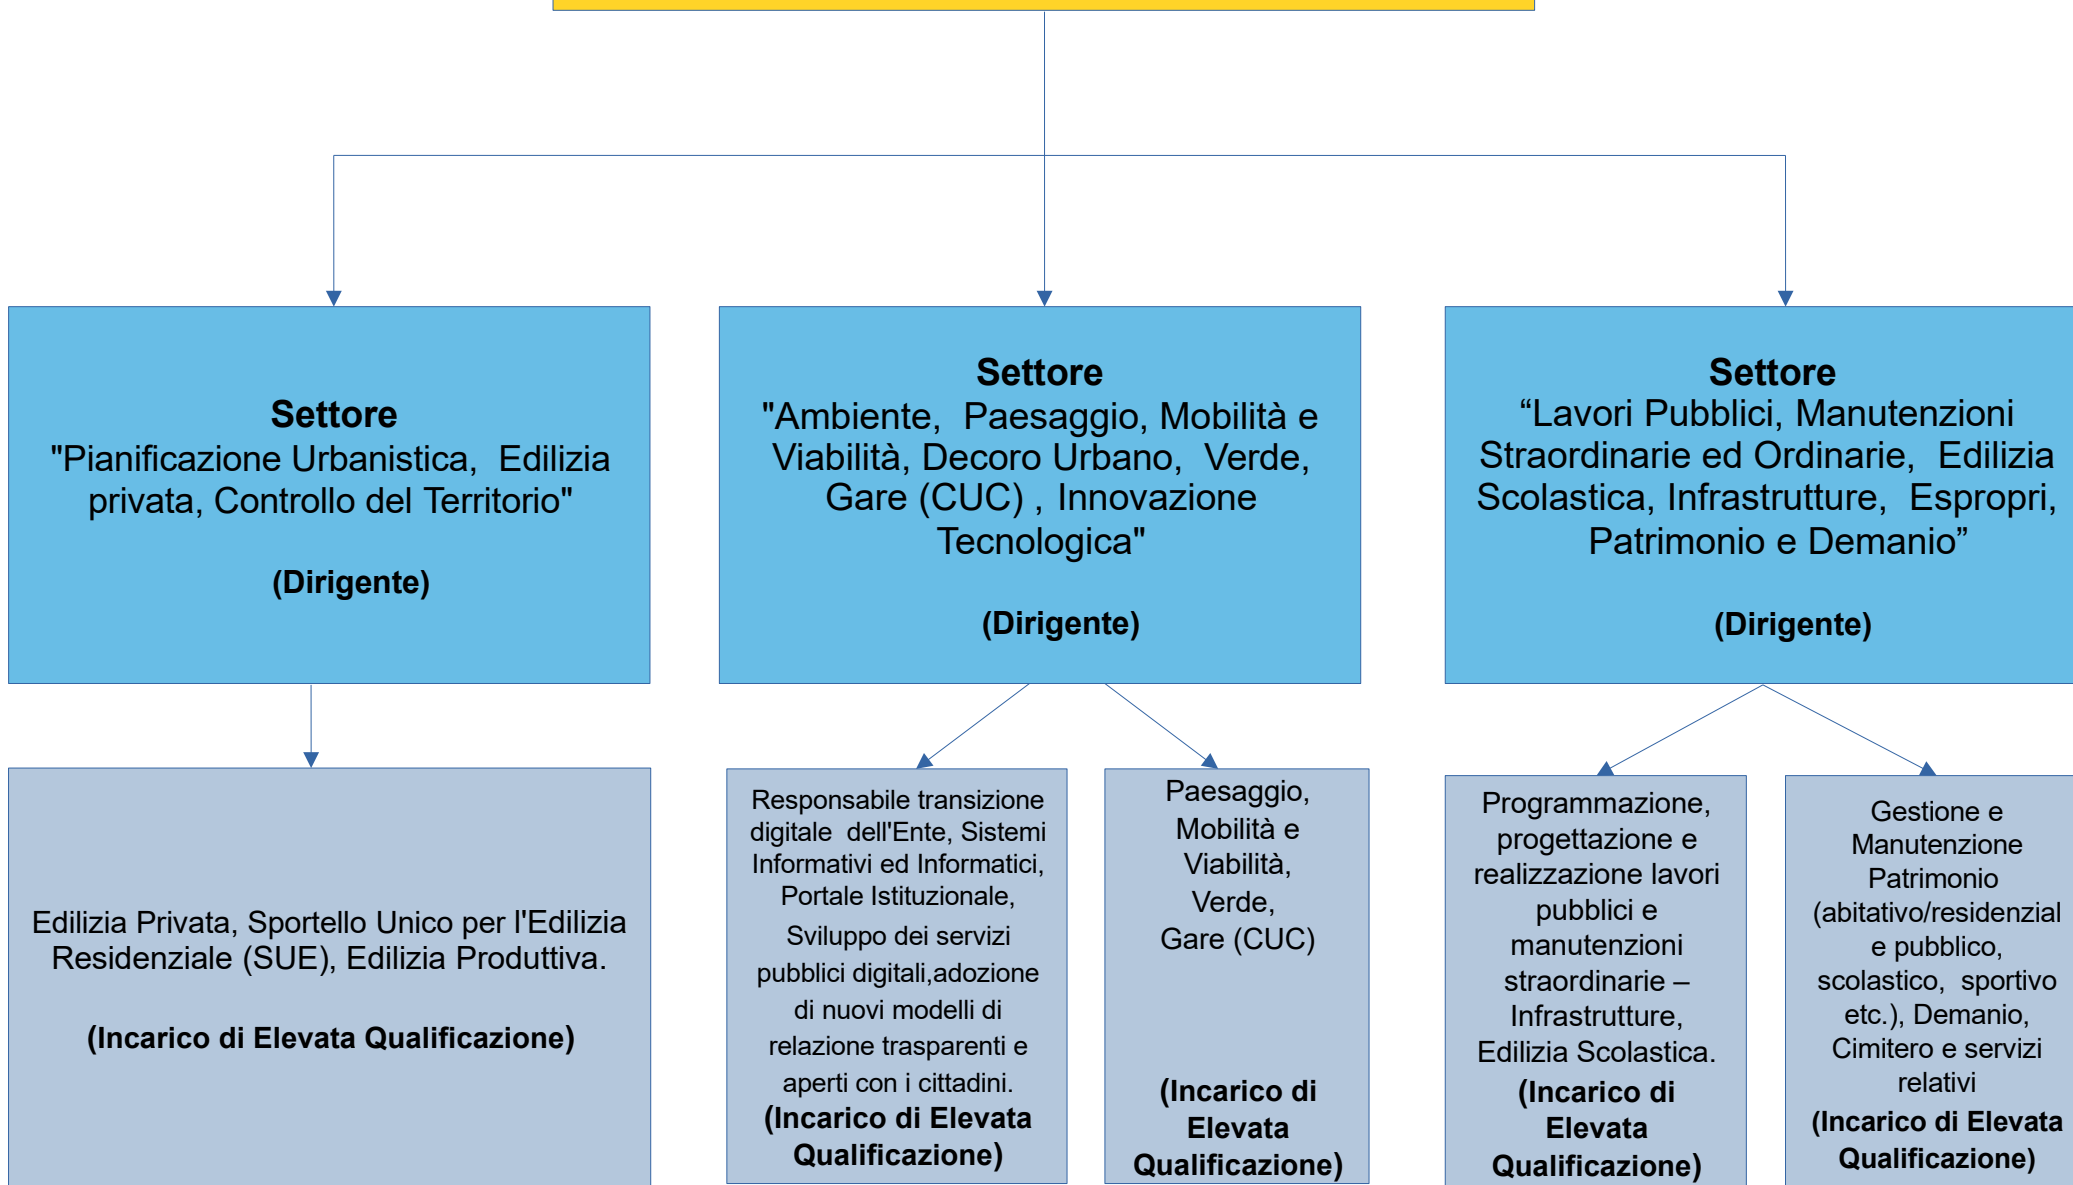 Settore
"Pianificazione Urbanistica, Edilizia
privata, Controllo del Territorio"
(Dirigente)
Settore
"Ambiente, Paesaggio, Mobilità e
Viabilità, Decoro Urbano, Verde,
Gare (CUC) , Innovazione
Tecnologica"
(Dirigente)
Settore
“Lavori Pubblici, Manutenzioni
Straordinarie ed Ordinarie, Edilizia
Scolastica, Infrastrutture, Espropri,
Patrimonio e Demanio”
(Dirigente)
Edilizia Privata, Sportello Unico per l'Edilizia
Residenziale (SUE), Edilizia Produttiva.
(Incarico di Elevata Qualificazione)
Responsabile transizione
digitale dell'Ente, Sistemi
Informativi ed Informatici,
Portale Istituzionale,
Sviluppo dei servizi
pubblici digitali,adozione
di nuovi modelli di
relazione trasparenti e
aperti con i cittadini.
(Incarico di Elevata
Qualificazione)
Paesaggio,
Mobilità e
Viabilità,
Verde,
Gare (CUC)
(Incarico di
Elevata
Qualificazione)
Programmazione,
progettazione e
realizzazione lavori
pubblici e
manutenzioni
straordinarie –
Infrastrutture,
Edilizia Scolastica.
(Incarico di
Elevata
Qualificazione)
Gestione e
Manutenzione
Patrimonio
(abitativo/residenzial
e pubblico,
scolastico, sportivo
etc.), Demanio,
Cimitero e servizi
relativi
(Incarico di Elevata
Qualificazione)